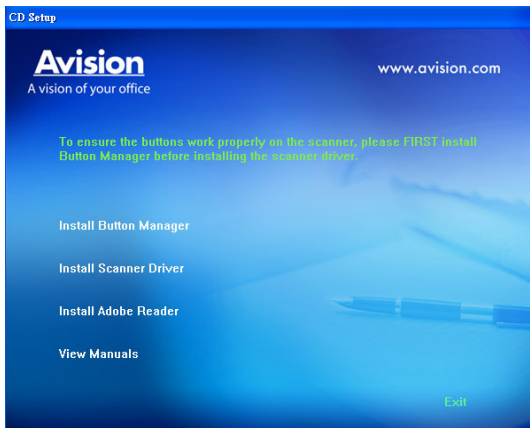 CD Setup
Avision
www.avision.com
A vision of your office
To ensure the buttons work properly on the scanner, please FIRST install
Button Manager before installing the scanner driver.
Install Button Manager
Install Scanner Driver
Install Adobe Reader
View Manuals
Exit